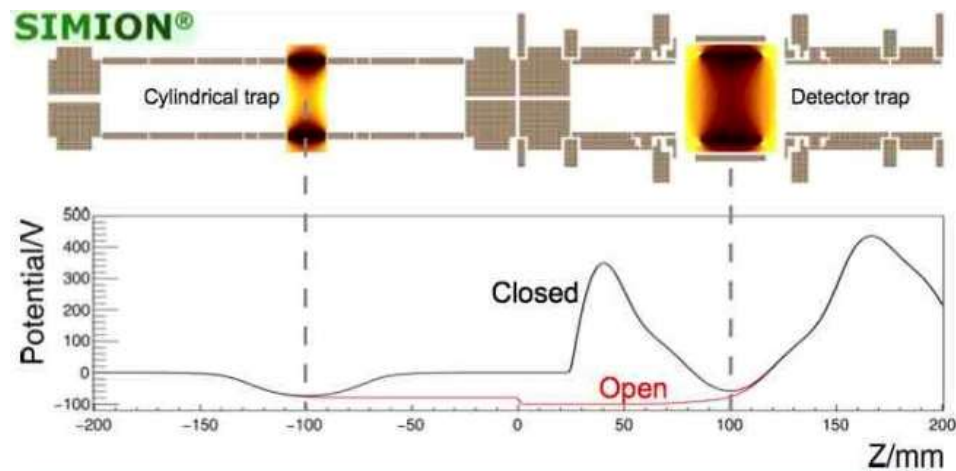 SIMION®
Cylindrical trap
Detector trap
Potential/V
500
400
300
200
100
0
−100
Closed
Open
−200 −150 −100 −50 0 50 100 150 200
Z/mm